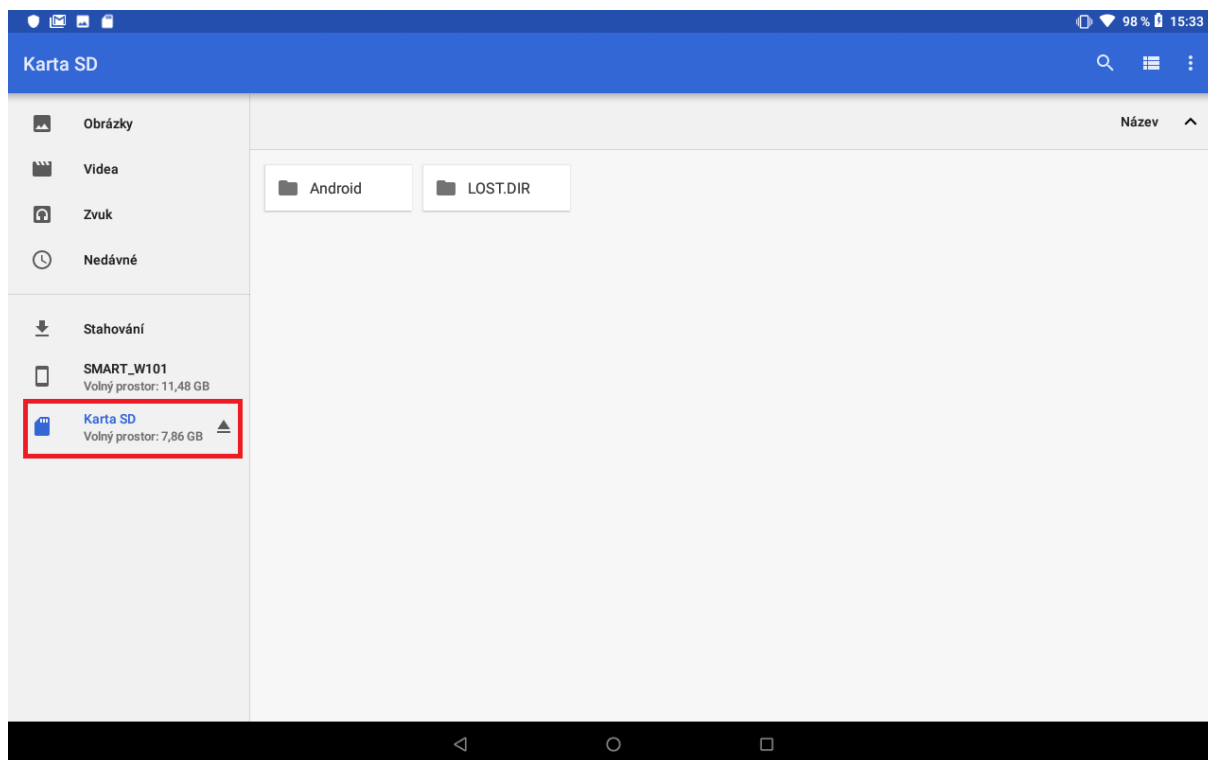 98 % 15:33
Karta SD
Obrázky
Název
Videa
Android
LOST.DIR
Zvuk
Nedávné
Stahování
SMART_W101
Volný prostor: 11,48 GB
Karta SD
Volný prostor: 7,86 GB